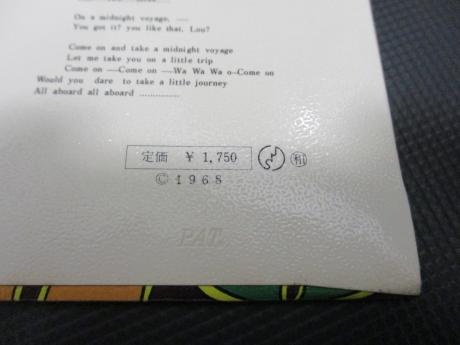 On a midnight voyage, —
You got it? you like that, Lou?
Come on and take a midnight voyage
Let me take you on a little trip
Come on —Come on —Wa Wa Wa o-Come on
Would you dare to take a little journey
All aboard all aboard ..............
定価 ¥ 1,750
© 1968
PAT.